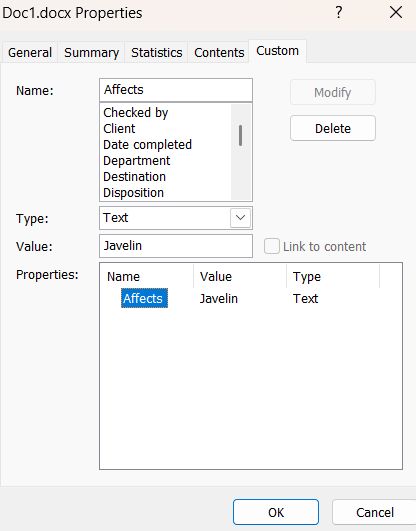 Doc1.docx Properties ?
General Summary Statistics Contents Custom
Name: Affects Modify
Checked by
Client
Date completed
Department
Destination
Disposition
Delete
Type: Text
Value: Javelin Link to content
Properties: Name Value Type
Affects Javelin Text
OK Cancel